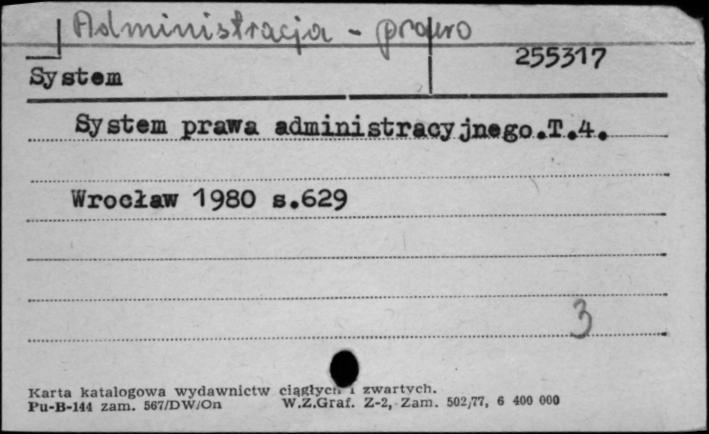 Administracja - prawo
255317
System
System prawa administracyjnego.T.4.
Wrocław 1980 s.629
3
Karta katalogowa wydawnictw ciągłych i zwartych.
Pu-B-144 zam. 567/DW/On W.Z.Graf. Z-2, Zam. 502/77, 6 400 000